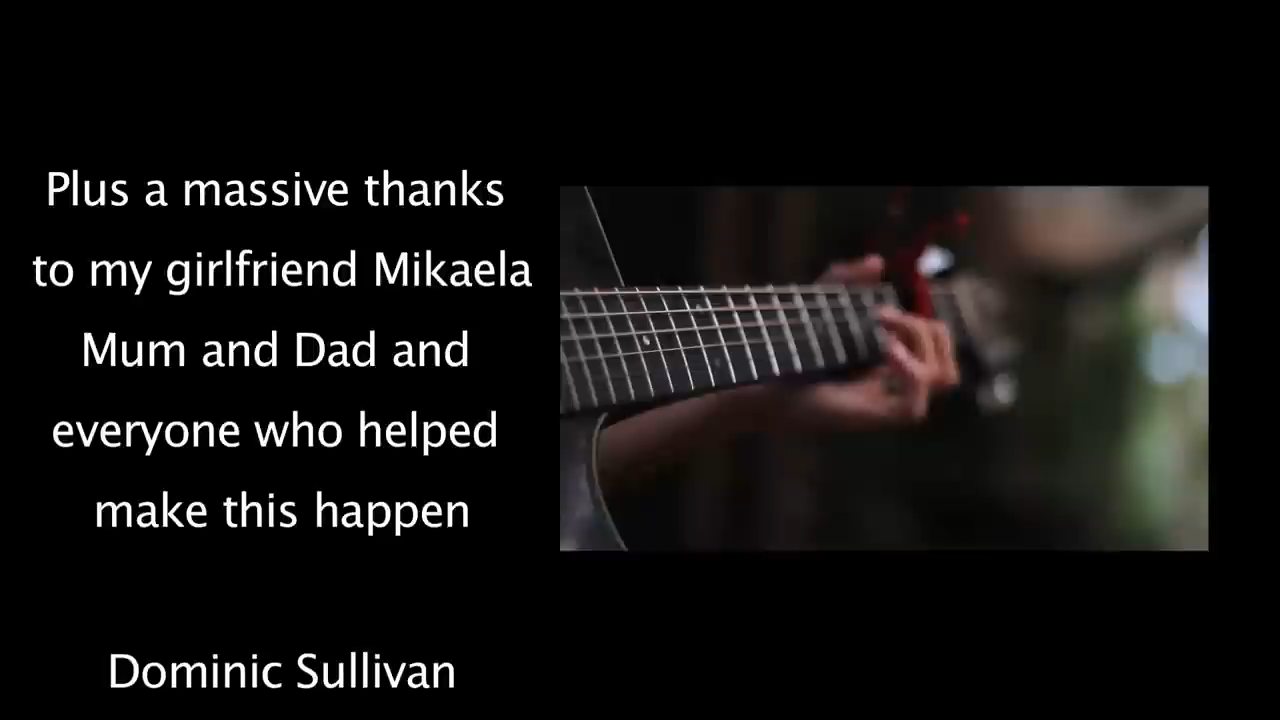 Plus a massive thanks
to my girlfriend Mikaela
Mum and Dad and
everyone who helped
make this happen
Dominic Sullivan